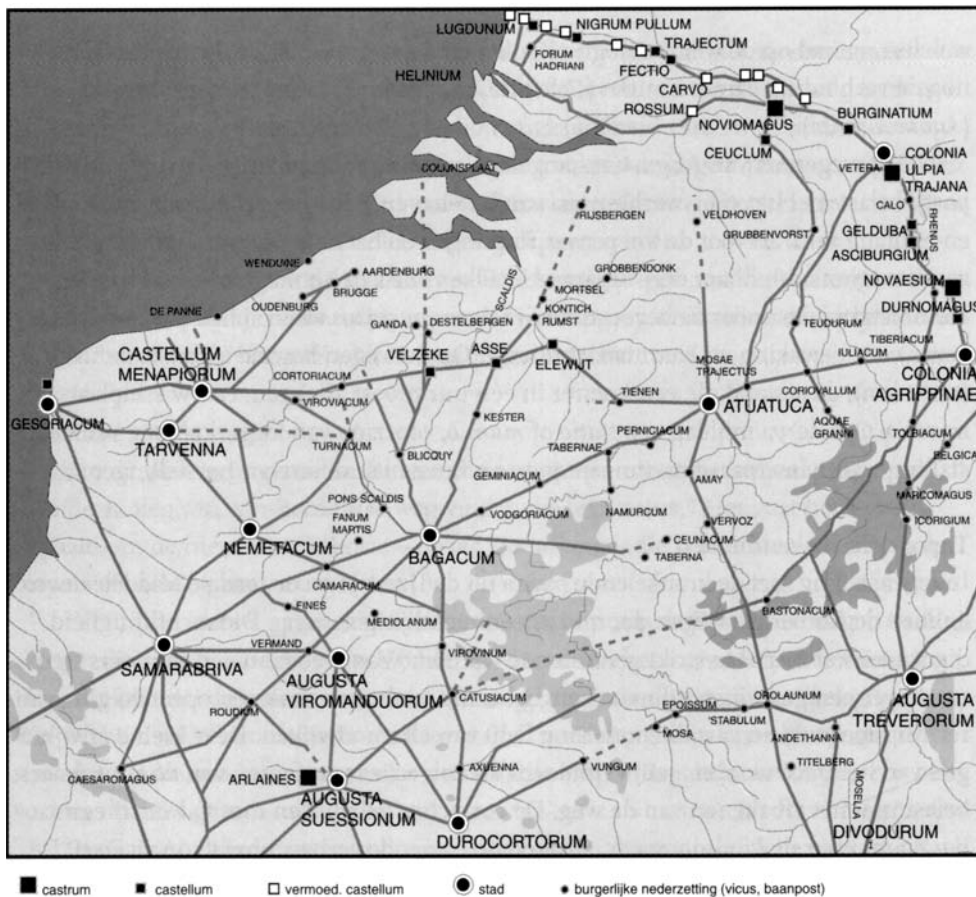 LUGDUNUM
NIGRUM PULLUM
FORUM
HADRIANI
TRAJECTUM
FECTIO
HELINIUM
CARVO
ROSSUM
NOVIOMAGUS
BURGINATIUM
CEUCLUM
COLONIA
ULPIA
TRAJANA
VETERA
COLIJNSPLAAT
CALO
RIJSBERGEN
VELDHOVEN
GRUBBENVORST
GELDUBA
RHENUS
ASCIBURGIUM
WENDUINE
AARDENBURG
GROBBENDONK
SCALDIS
MORTSEL
NOVAESIUM
OUDENBURG
BRUGGE
KONTICH
RUMST
DURNOMAGUS
DE PANNE
GANDA
DESTELBERGEN
TEUDURUM
TIBERIACUM
CASTELLUM
MENAPIORUM
VELZEKE
ASSE
ELEWIJT
MOSAE
TRAJECTUS
IULIACUM
COLONIA
AGRIPPINAE
CORTORIACUM
TIENEN
CORIOVALLUM
GESORIACUM
VIROVIACUM
KESTER
ATUATUCA
AQUAE
GRANNI
TARVENNA
TURNACUM
PERNICIACUM
TOLBIACUM
BLICQUY
TABERNAE
BELGICA
GEMINIACUM
AMAY
MARCOMAGUS
PONS SCALDIS
FANUM
MARTIS
VODGORIACUM
NAMURCUM
VERVOZ
ICORIGIUM
NEMETACUM
BAGACUM
CEUNACUM
TABERNA
CAMARACUM
FINES
MEDIOLANUM
BASTONACUM
VERMAND
VIROVINUM
SAMARABRIVA
AUGUSTA
VIROMANDUORUM
CATUSIACUM
OROLAUNUM
AUGUSTA
TREVERORUM
ROUDIUM
EPOISSUM
STABULUM
MOSA
ANDETHANNA
CAESAROMAGUS
ARLAINES
AXUENNA
VUNGUM
TITELBERG
AUGUSTA
SUESSIONUM
MOSELLA
DUROCORTORUM
DIVODURUM
castrum
castellum
vermoed. castellum
stad
burgerlijke nederzetting (vicus, baanpost)